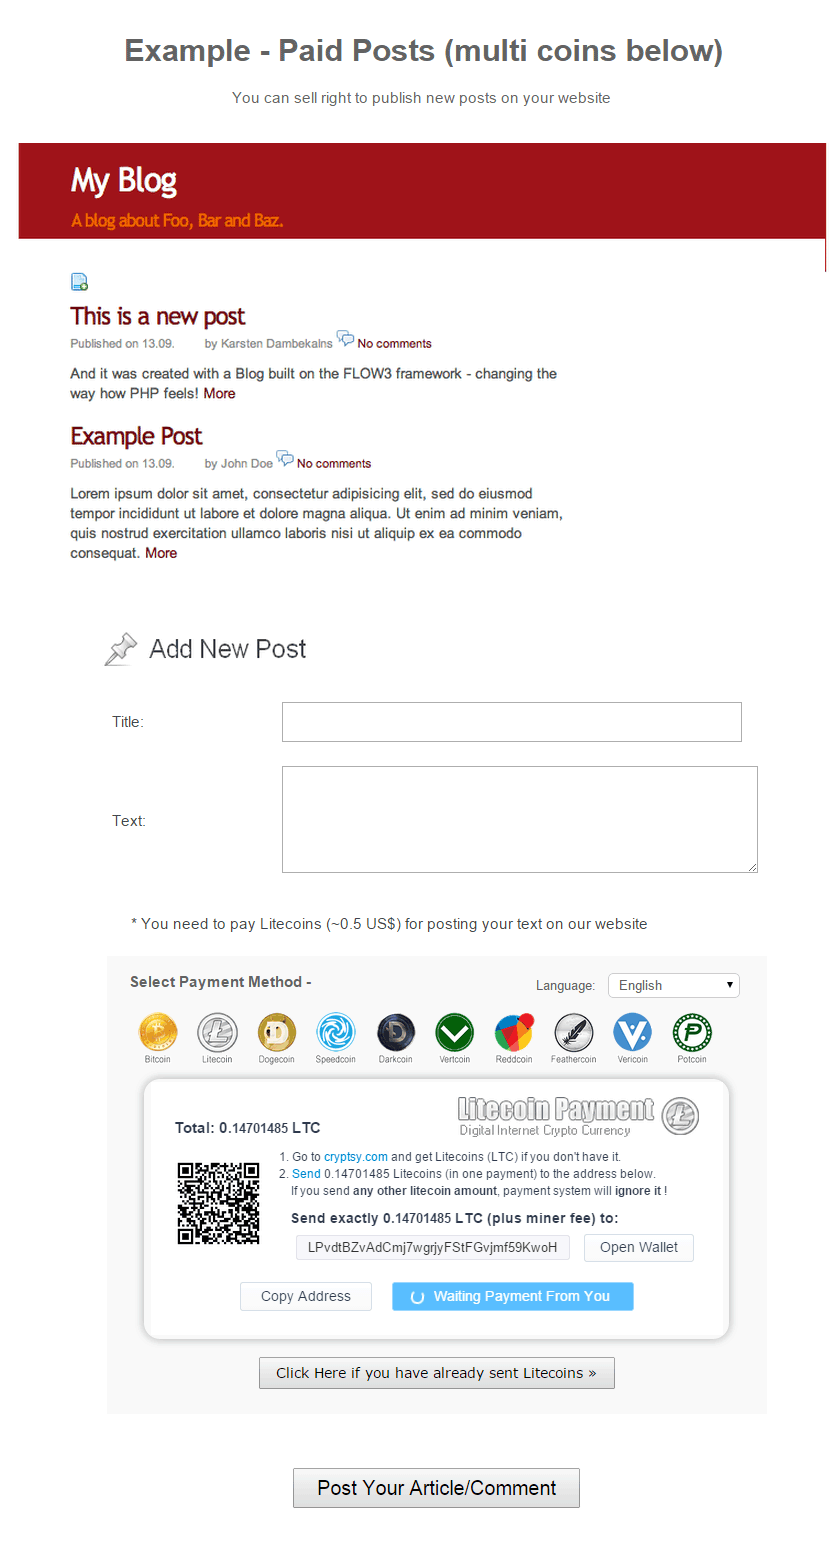 Example - Paid Posts (multi coins below)
You can sell right to publish new posts on your website
My Blog
A blog about Foo, Bar and Baz.
This is a new post
Published on 13.09. by Karsten Dambekalns No comments
And it was created with a Blog built on the FLOW3 framework - changing the
way how PHP feels! More
Example Post
Published on 13.09. by John Doe No comments
Lorem ipsum dolor sit amet, consectetur adipisicing elit, sed do eiusmod
tempor incididunt ut labore et dolore magna aliqua. Ut enim ad minim veniam,
quis nostrud exercitation ullamco laboris nisi ut aliquip ex ea commodo
consequat. More
Add New Post
Title:
Text:
* You need to pay Litecoins (~0.5 US$) for posting your text on our website
Select Payment Method -
Language: English
Bitcoin Litecoin Dogecoin Speedcoin Darkcoin Vertcoin Reddcoin Feathercoin Vericoin Potcoin
Litecoin Payment
Digital Internet Crypto Currency
Total: 0.14701485 LTC
1. Go to cryptsy.com and get Litecoins (LTC) if you don't have it.
2. Send 0.14701485 Litecoins (in one payment) to the address below.
If you send any other litecoin amount, payment system will ignore it !
Send exactly 0.14701485 LTC (plus miner fee) to:
LPvdtBZvAdCmj7wgrjyFStFGvjmf59KwoH Open Wallet
Copy Address Waiting Payment From You
Click Here if you have already sent Litecoins »
Post Your Article/Comment